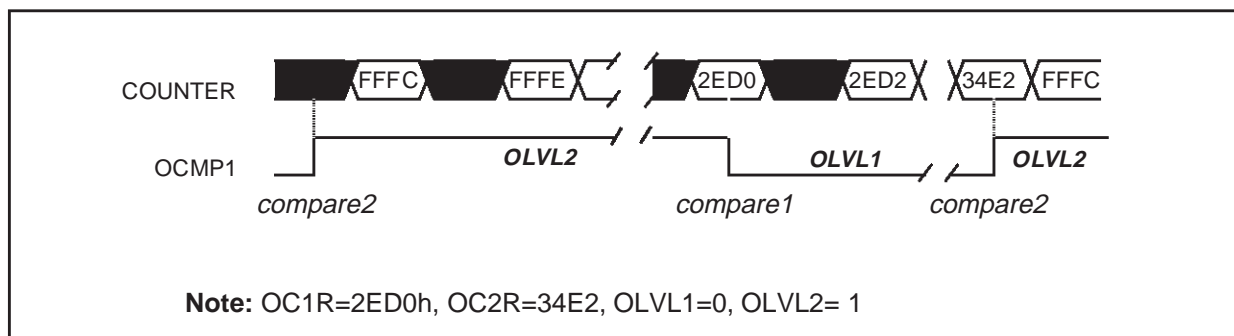 COUNTER FFFC FFFE 2ED0 2ED2 34E2 FFFC
OCMP1 OLVL2 OLVL1 OLVL2
compare2 compare1 compare2
Note: OC1R=2ED0h, OC2R=34E2, OLVL1=0, OLVL2= 1